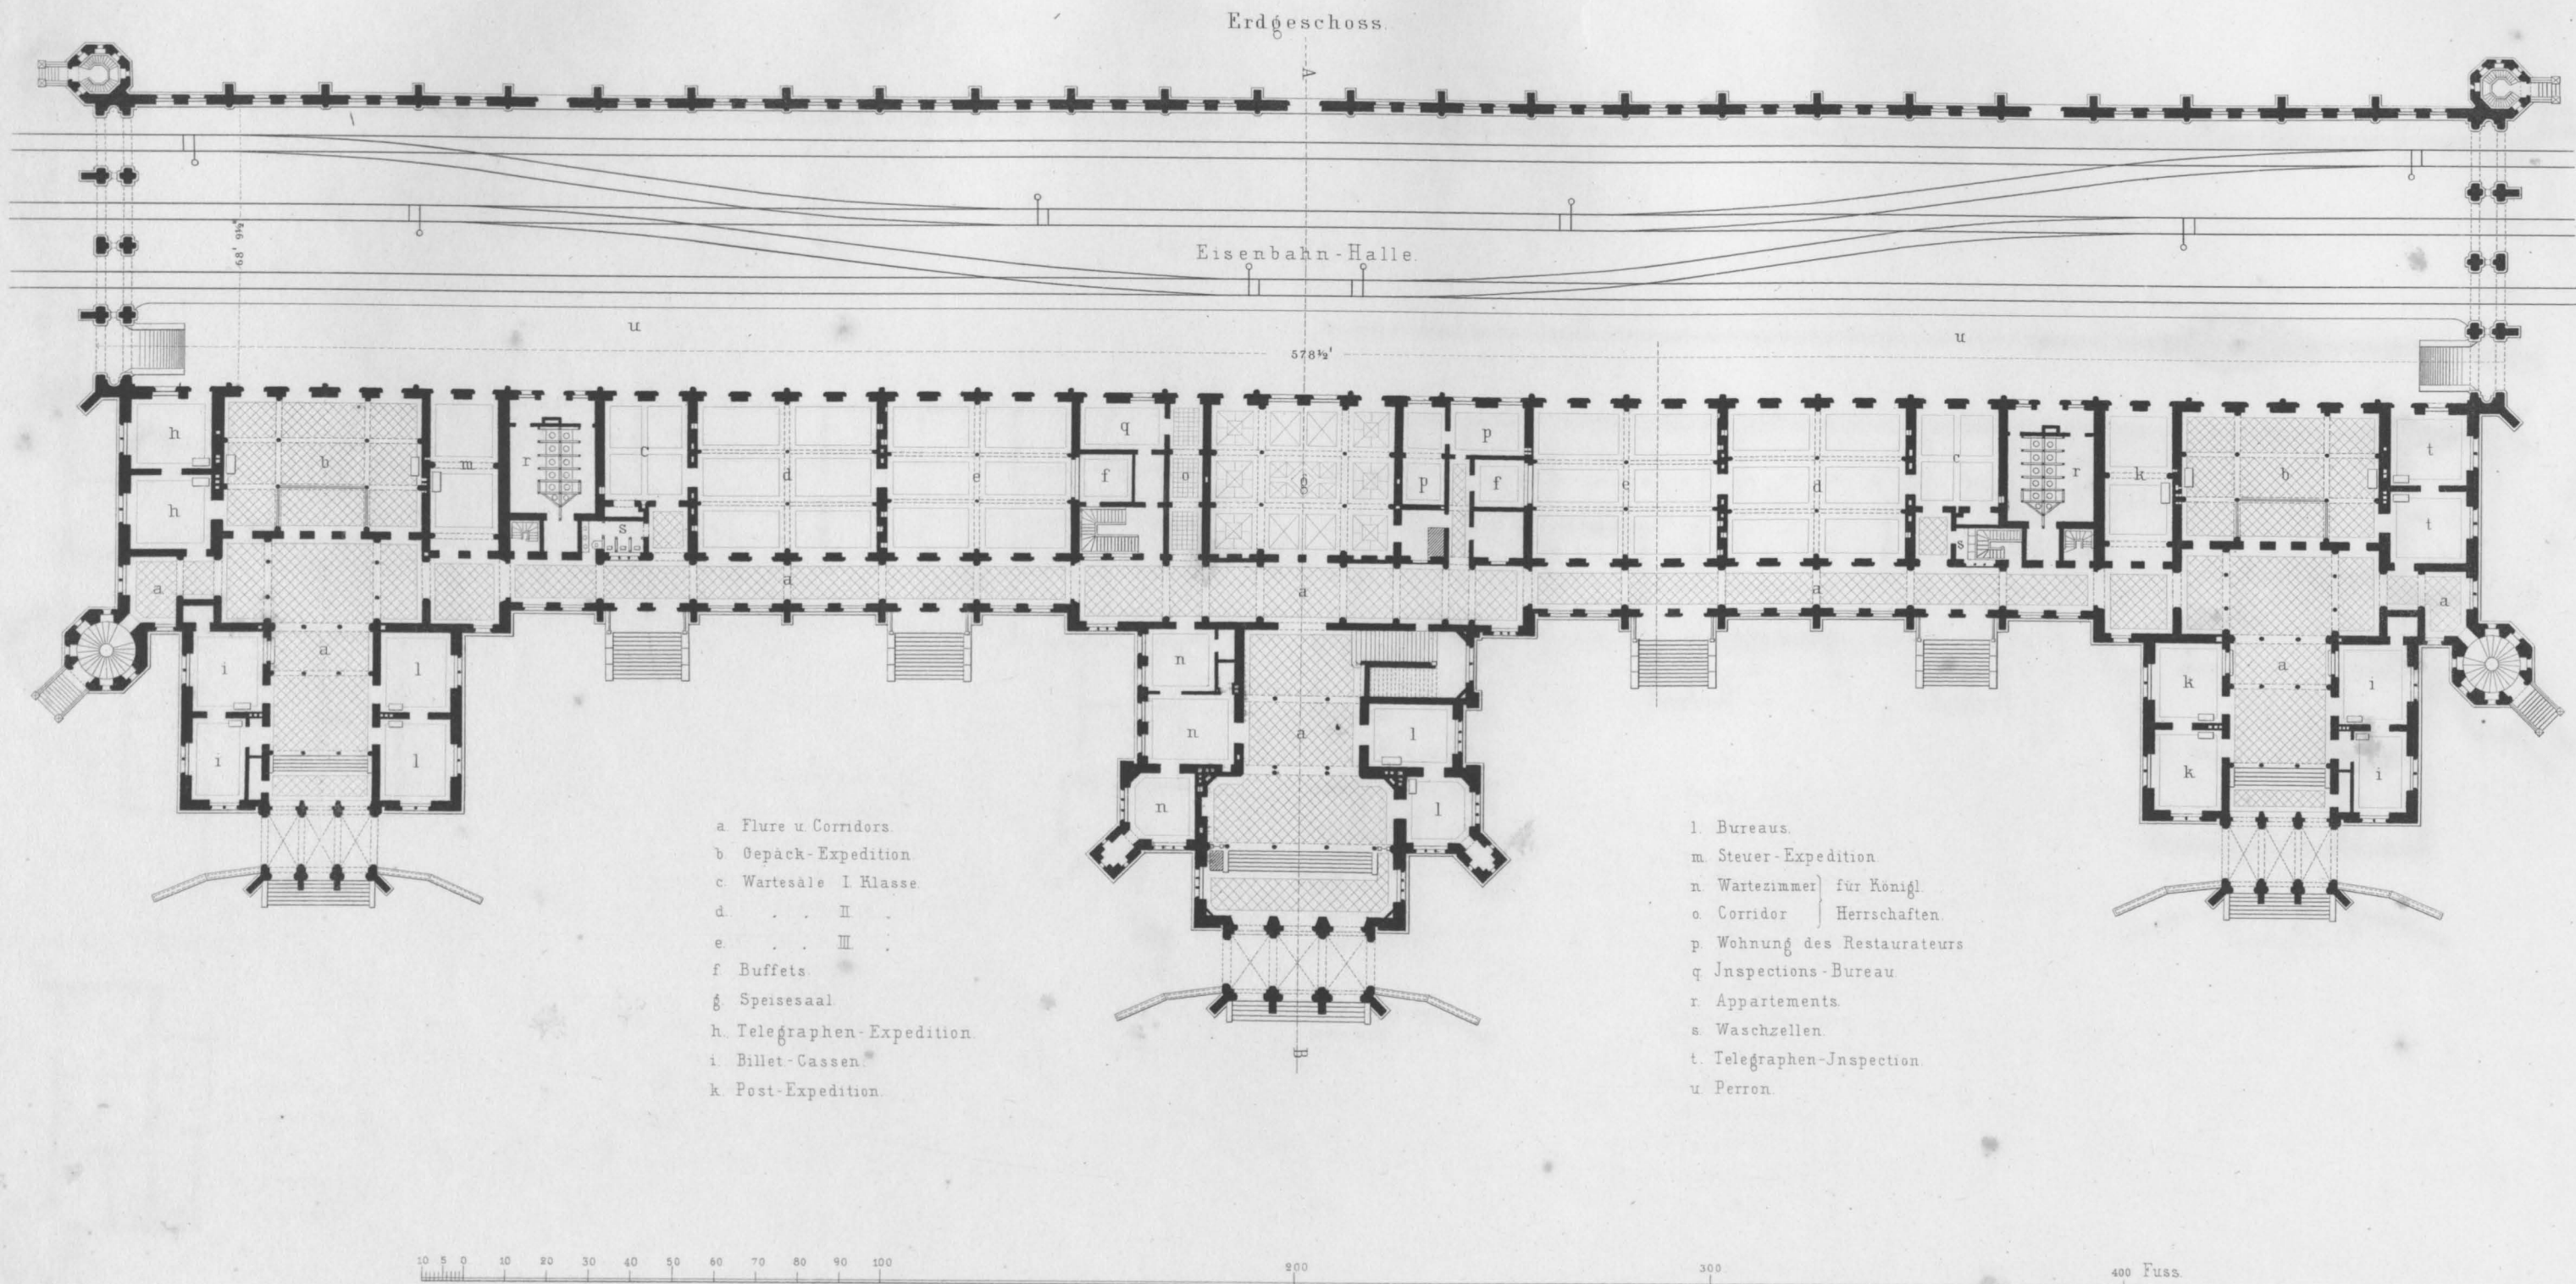 Erdgeschoss.
A
68' 9¼"
Eisenbahn-Halle.
u
u
578½'
h
b
m
r
c
d
e
q
f
o
g
p
p
f
e
d
c
r
k
b
t
h
s
s
t
a
a
a
a
a
a
i
l
n
a
k
a
i
i
l
n
a
l
k
i
n
l
a. Flure u. Corridors.
b. Gepäck-Expedition
c. Wartesäle I. Klasse.
d. . . II .
e. . . III .
f. Buffets.
g. Speisesaal.
h. Telegraphen-Expedition.
i. Billet-Cassen.
k. Post-Expedition.
l. Bureaus.
m. Steuer-Expedition
n. Wartezimmer } für Königl.
o. Corridor } Herrschaften.
p. Wohnung des Restaurateurs
q. Jnspections-Bureau
r. Appartements.
s. Waschzellen.
t. Telegraphen-Jnspection.
u. Perron.
B
10 5 0 10 20 30 40 50 60 70 80 90 100 200 300 400 Fuss.